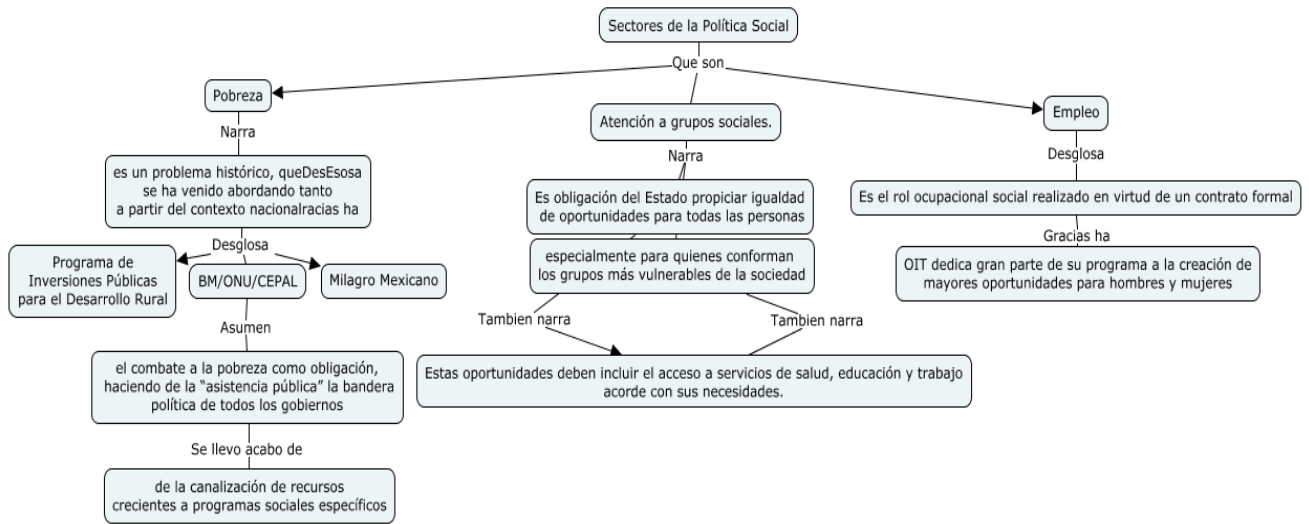 Sectores de la Política Social
Que son
Pobreza
Narra
es un problema histórico, queDesEsosa
se ha venido abordando tanto
a partir del contexto nacionalracias ha
Desglosa
Programa de
Inversiones Públicas
para el Desarrollo Rural
BM/ONU/CEPAL
Milagro Mexicano
Asumen
el combate a la pobreza como obligación,
haciendo de la “asistencia pública” la bandera
política de todos los gobiernos
Se llevo acabo de
de la canalización de recursos
crecientes a programas sociales específicos
Atención a grupos sociales.
Narra
Es obligación del Estado propiciar igualdad
de oportunidades para todas las personas
especialmente para quienes conforman
los grupos más vulnerables de la sociedad
Tambien narra
Tambien narra
Estas oportunidades deben incluir el acceso a servicios de salud, educación y trabajo
acorde con sus necesidades.
Empleo
Desglosa
Es el rol ocupacional social realizado en virtud de un contrato formal
Gracias ha
OIT dedica gran parte de su programa a la creación de
mayores oportunidades para hombres y mujeres